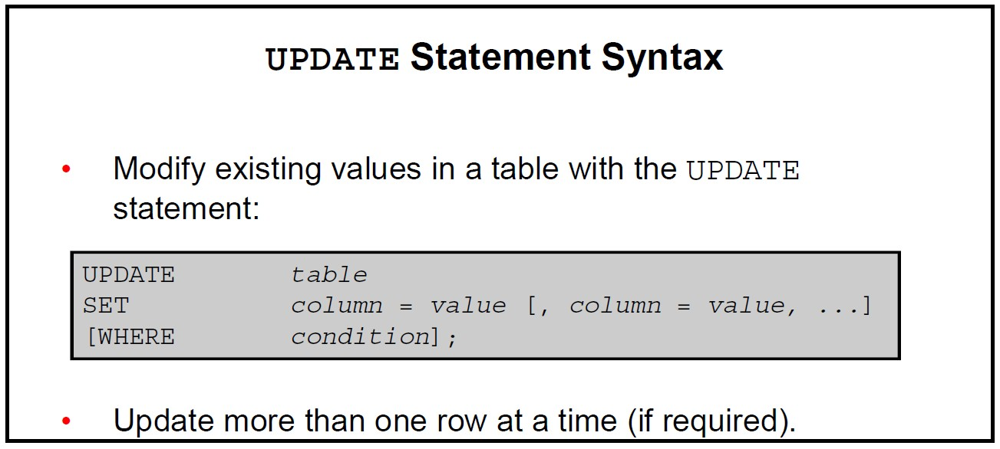 UPDATE Statement Syntax
• Modify existing values in a table with the UPDATE
statement:
UPDATE table
SET column = value [, column = value, ...]
[WHERE condition];
• Update more than one row at a time (if required).